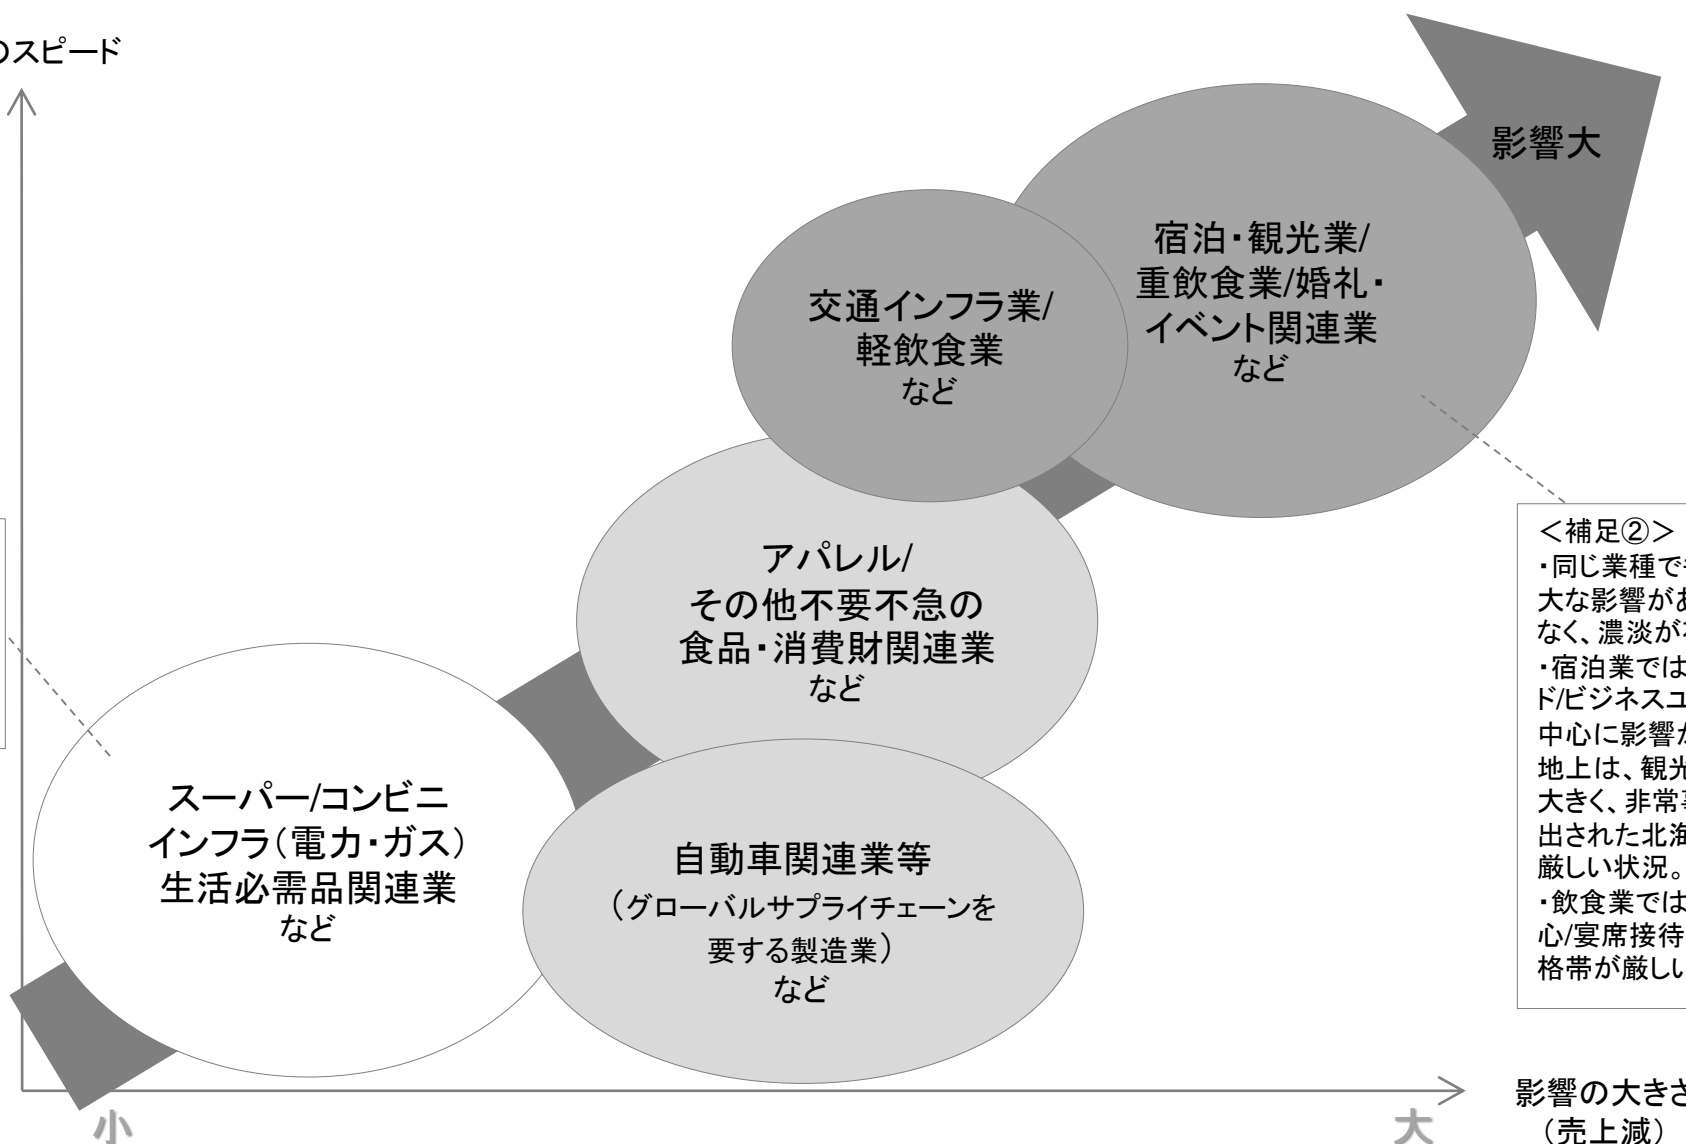 のスピード
影響大
宿泊・観光業/
重飲食業/婚礼・
イベント関連業
など
交通インフラ業/
軽飲食業
など
アパレル/
その他不要不急の
食品・消費財関連業
など
スーパー/コンビニ
インフラ(電力・ガス)
生活必需品関連業
など
自動車関連業等
(グローバルサプライチェーンを
要する製造業)
など
<補足②>
・同じ業種で
大な影響が
なく、濃淡が
・宿泊業では
ド/ビジネスユ
中心に影響
地上は、観光
大きく、非常
出された北海
厳しい状況。
・飲食業では
心/宴席接待
格帯が厳しい
小
大
影響の大きさ
(売上減)